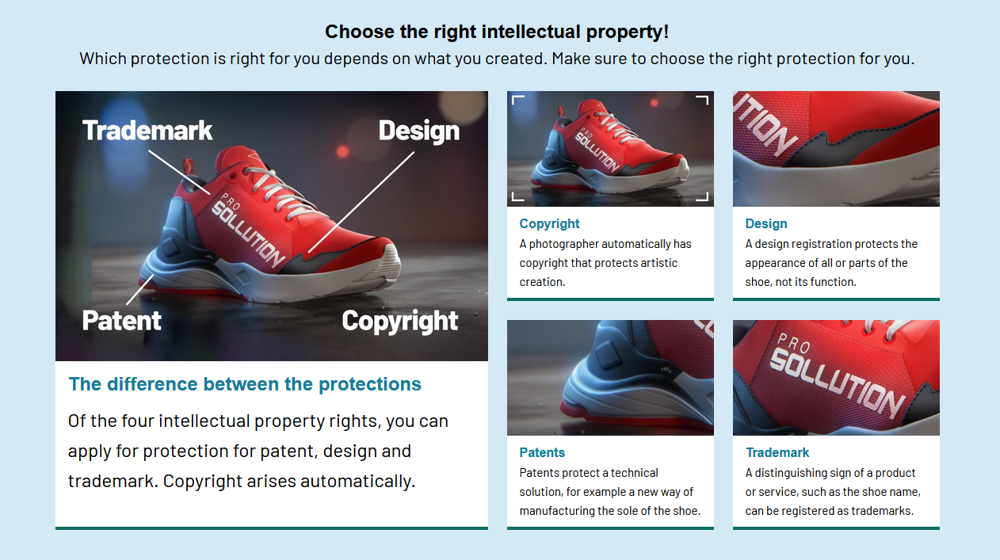 Choose the right intellectual property!
Which protection is right for you depends on what you created. Make sure to choose the right protection for you.
Trademark
Design
PRO
SOLLUTION
Patent
Copyright
The difference between the protections
Of the four intellectual property rights, you can
apply for protection for patent, design and
trademark. Copyright arises automatically.
PRO
SOLLUTION
Copyright
A photographer automatically has
copyright that protects artistic
creation.
UTION
Design
A design registration protects the
appearance of all or parts of the
shoe, not its function.
Patents
Patents protect a technical
solution, for example a new way of
manufacturing the sole of the shoe.
PRO
SOLLUTION
Trademark
A distinguishing sign of a product
or service, such as the shoe name,
can be registered as trademarks.